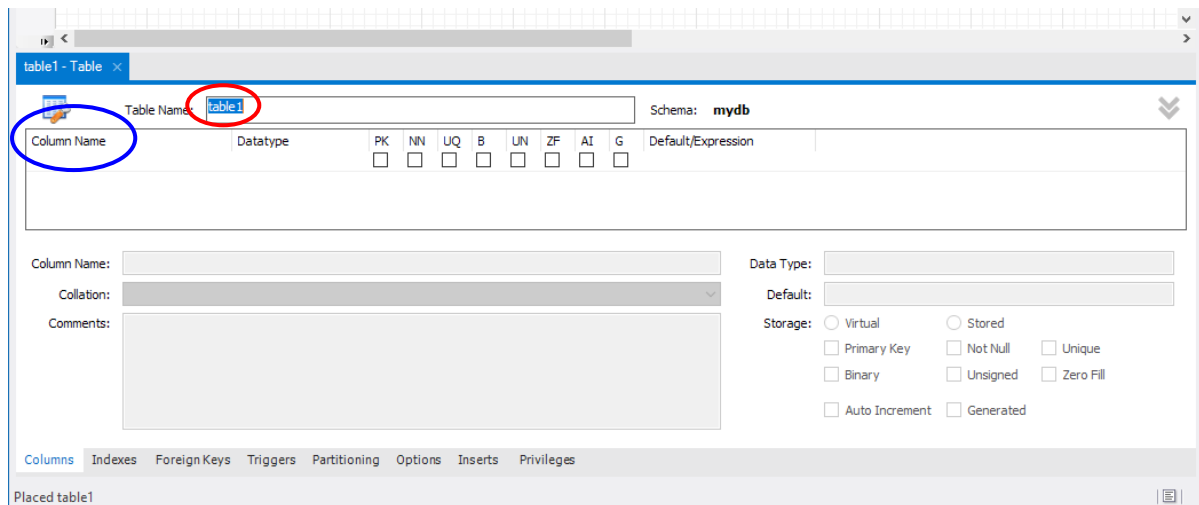 table1 - Table ×
Table Name: table1 Schema: mydb
Column Name Datatype PK NN UQ B UN ZF AI G Default/Expression
Column Name: Data Type:
Collation: Default:
Comments: Storage: Virtual Stored
Primary Key Not Null Unique
Binary Unsigned Zero Fill
Auto Increment Generated
Columns Indexes Foreign Keys Triggers Partitioning Options Inserts Privileges
Placed table1